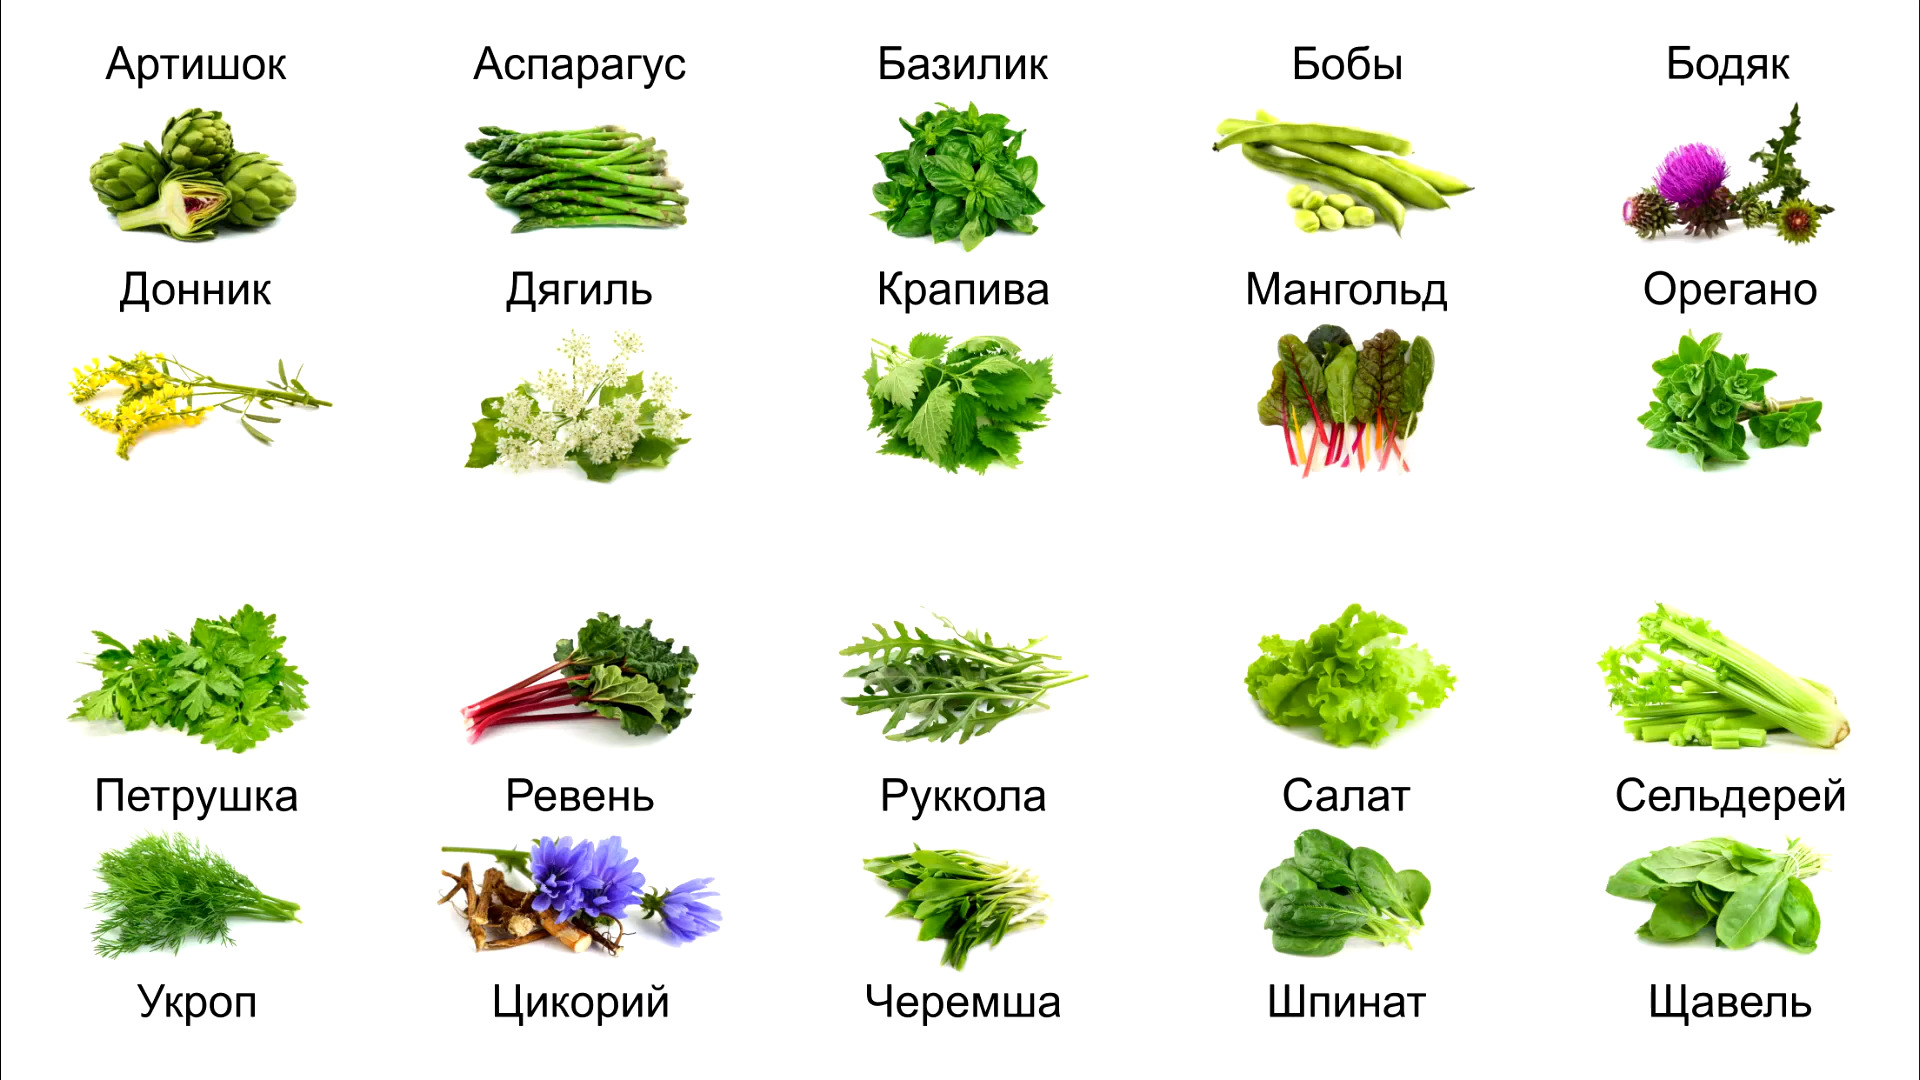 Артишок Аспарагус Базилик Бобы Бодяк
Донник Дягиль Крапива Мангольд Орегано
Петрушка Ревень Руккола Салат Сельдерей
Укроп Цикорий Черемша Шпинат Щавель